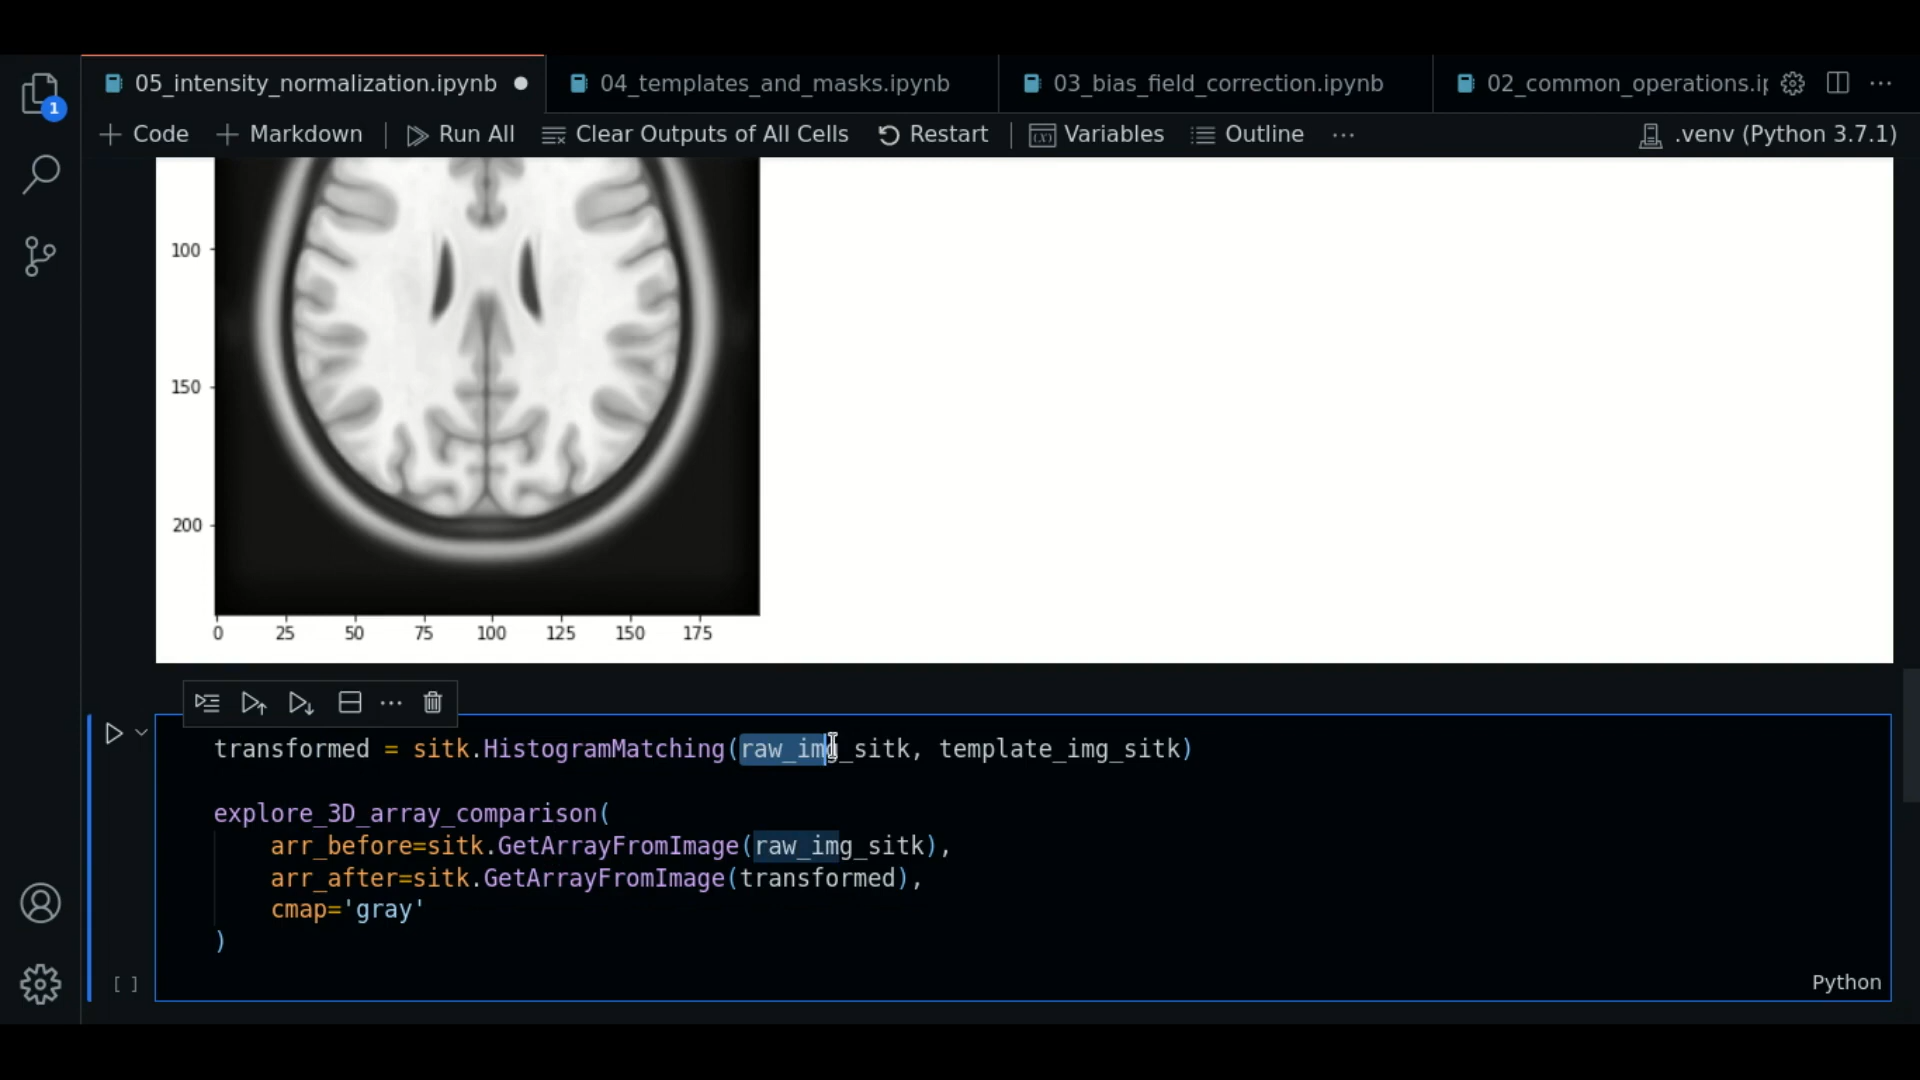 1
05_intensity_normalization.ipynb
04_templates_and_masks.ipynb
03_bias_field_correction.ipynb
02_common_operations.ip
Code
Markdown
Run All
Clear Outputs of All Cells
Restart
(x) Variables
Outline
...
.venv (Python 3.7.1)
100
150
200
0 25 50 75 100 125 150 175
transformed = sitk.HistogramMatching(raw_img_sitk, template_img_sitk)
explore_3D_array_comparison(
arr_before=sitk.GetArrayFromImage(raw_img_sitk),
arr_after=sitk.GetArrayFromImage(transformed),
cmap='gray'
)
[ ]
Python